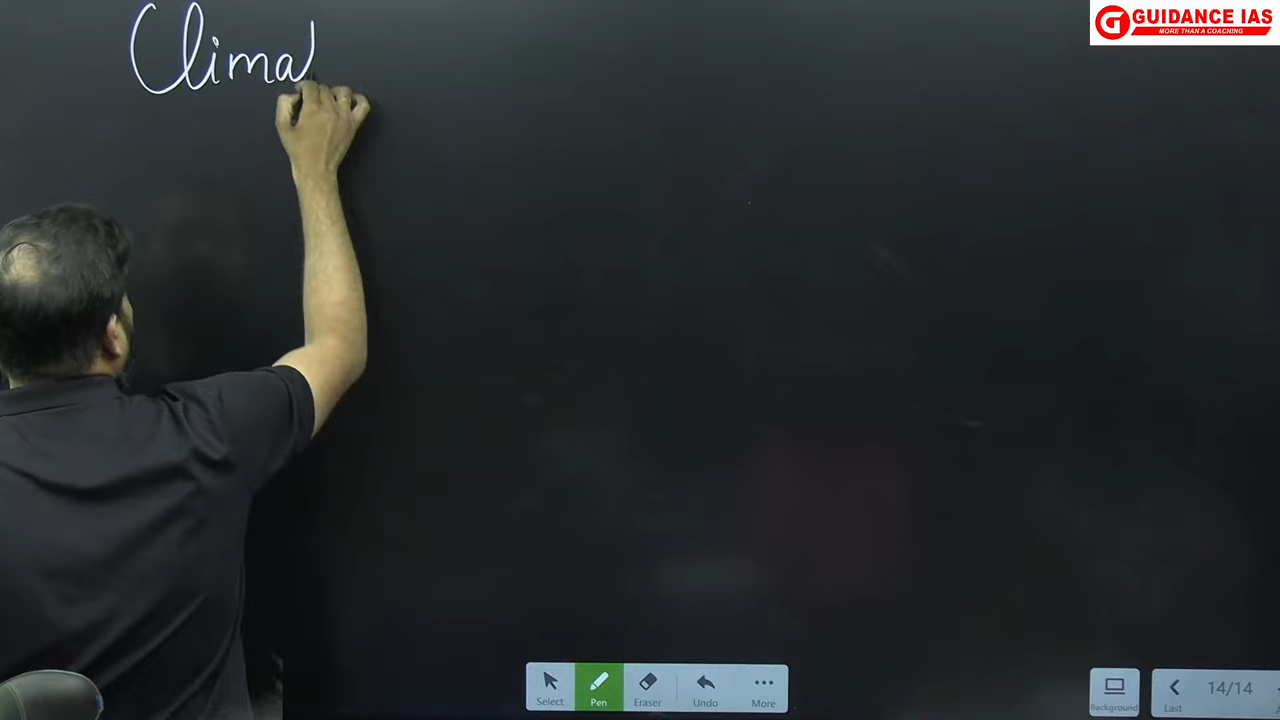 Clima
GUIDANCE IAS
MORE THAN A COACHING
Select
Pen
Eraser
Undo
More
Background
Last
14/14